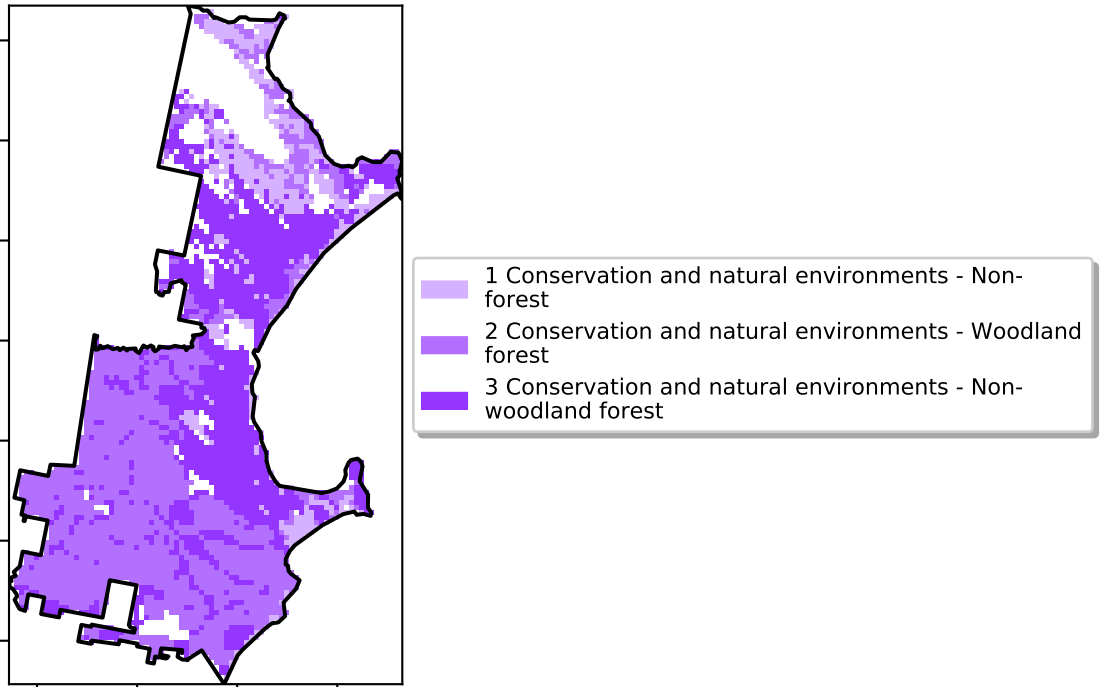 1 Conservation and natural environments - Non-
forest
2 Conservation and natural environments - Woodland
forest
3 Conservation and natural environments - Non-
woodland forest